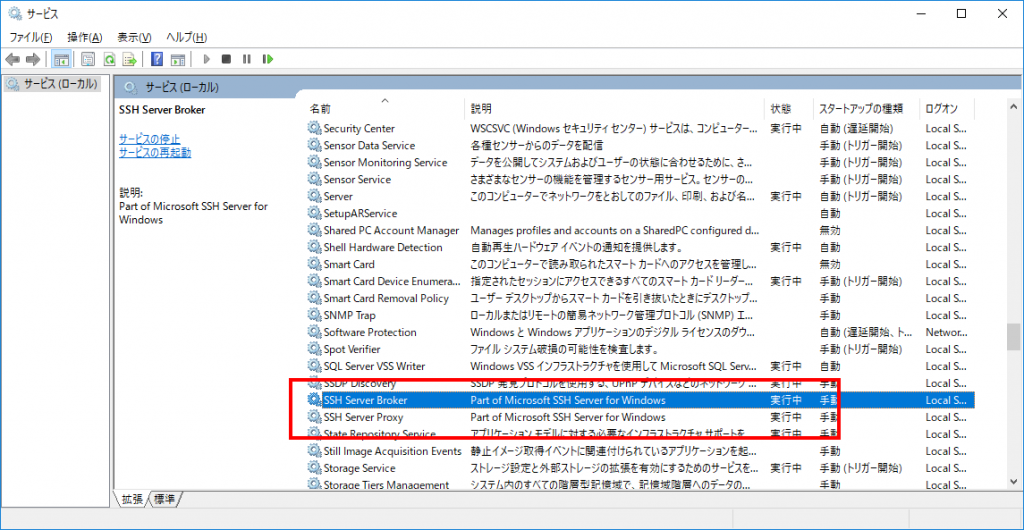 サービス
ファイル(F) 操作(A) 表示(V) ヘルプ(H)
サービス (ローカル)
サービス (ローカル)
SSH Server Broker
サービスの停止
サービスの再起動
説明:
Part of Microsoft SSH Server for
Windows
名前 説明 状態 スタートアップの種類 ログオン
Security Center WSCSVC (Windows セキュリティ センター) サービスは、コンピューター... 実行中 自動 (遅延開始) Local S...
Sensor Data Service 各種センサーからのデータを配信 手動 (トリガー開始) Local S...
Sensor Monitoring Service データを公開してシステムおよびユーザーの状態に合わせるために、さ... 手動 (トリガー開始) Local S...
Sensor Service さまざまなセンサーの機能を管理するセンサー用サービス。センサーの... 手動 (トリガー開始) Local S...
Server このコンピューターでネットワークをとおしてのファイル、印刷、および名... 実行中 自動 Local S...
SetupARService 自動 Local S...
Shared PC Account Manager Manages profiles and accounts on a SharedPC configured d... 無効 Local S...
Shell Hardware Detection 自動再生ハードウェア イベントの通知を提供します。 実行中 自動 Local S...
Smart Card このコンピューターで読み取られたスマート カードへのアクセスを管理し... 無効 Local S...
Smart Card Device Enumera... 指定されたセッションにアクセスできるすべてのスマート カード リーダー... 実行中 手動 (トリガー開始) Local S...
Smart Card Removal Policy ユーザー デスクトップからスマート カードを引き抜いたときにデスクトップ... 手動 Local S...
SNMP Trap ローカルまたはリモートの簡易ネットワーク管理プロトコル (SNMP) エ... 手動 Local S...
Software Protection Windows と Windows アプリケーションのデジタル ライセンスのダウ... 自動 (遅延開始、ト... Networ...
Spot Verifier ファイル システム破損の可能性を検査します。 手動 (トリガー開始) Local S...
SQL Server VSS Writer Windows VSS インフラストラクチャを使用して Microsoft SQL Serv... 実行中 自動 Local S...
SSDP Discovery SSDP 発見プロトコルを使用する、UPnP デバイスなどのネットワーク... 実行中 手動 Local S...
SSH Server Broker Part of Microsoft SSH Server for Windows 実行中 手動 Local S...
SSH Server Proxy Part of Microsoft SSH Server for Windows 実行中 手動 Local S...
State Repository Service アプリケーション モデルに対する必要なインフラストラクチャ サポートを... 実行中 手動 Local S...
Still Image Acquisition Events 静止イメージ取得イベントに関連付けられているアプリケーションを起... 手動 Local S...
Storage Service ストレージ設定と外部ストレージの拡張を有効にするためのサービスを... 実行中 手動 (トリガー開始) Local S...
Storage Tiers Management システム内のすべての階層型記憶域で、記憶域階層へのデータの... 手動 Local S...
拡張 標準